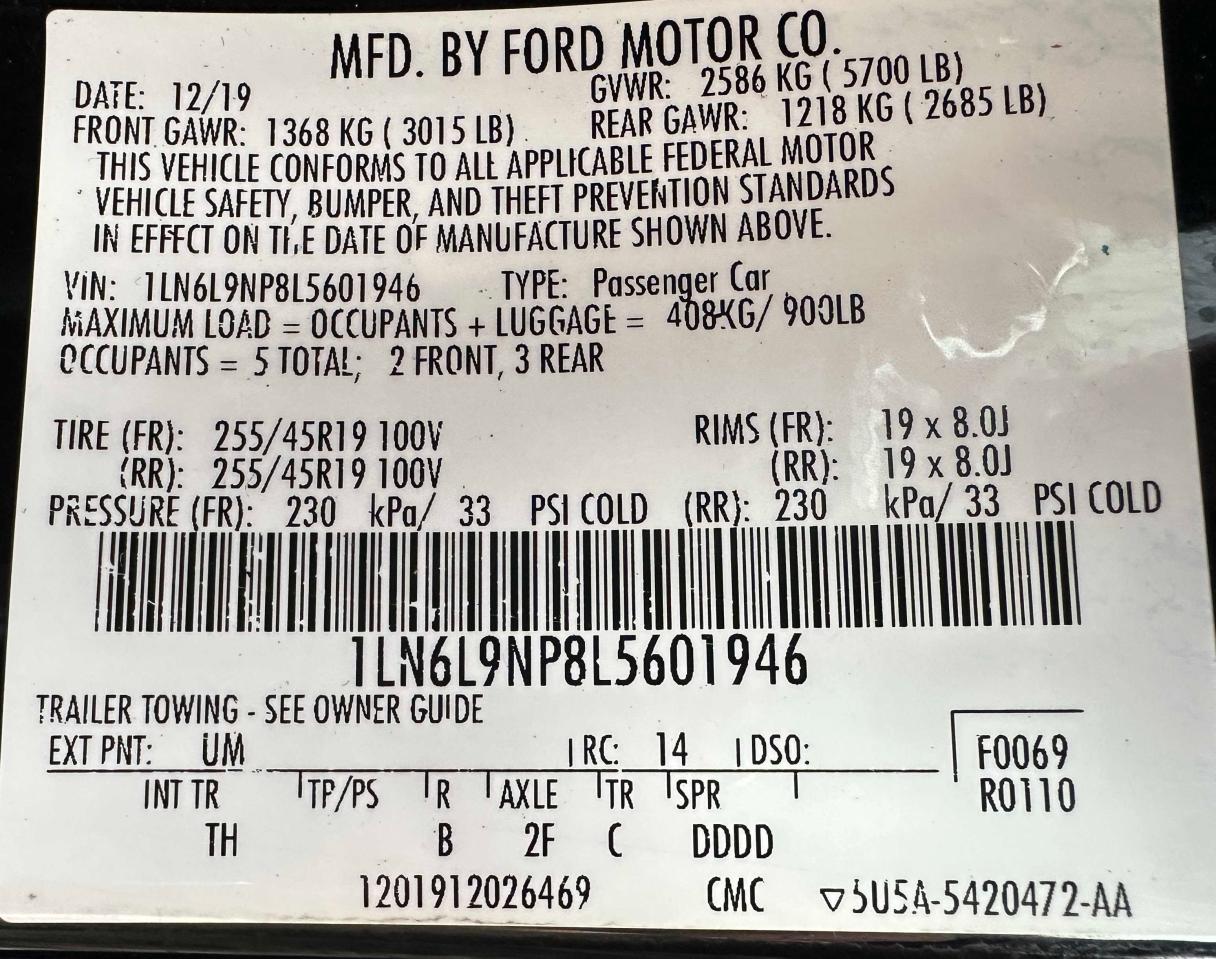 MFD. BY FORD MOTOR CO.
DATE: 12/19 GVWR: 2586 KG ( 5700 LB)
FRONT GAWR: 1368 KG ( 3015 LB) REAR GAWR: 1218 KG ( 2685 LB)
THIS VEHICLE CONFORMS TO ALL APPLICABLE FEDERAL MOTOR
VEHICLE SAFETY, BUMPER, AND THEFT PREVENTION STANDARDS
IN EFFECT ON THE DATE OF MANUFACTURE SHOWN ABOVE.
VIN: 1LN6L9NP8L5601946 TYPE: Passenger Car
MAXIMUM LOAD = OCCUPANTS + LUGGAGE = 408KG/ 900LB
OCCUPANTS = 5 TOTAL; 2 FRONT, 3 REAR
TIRE (FR): 255/45R19 100V RIMS (FR): 19 x 8.0J
(RR): 255/45R19 100V (RR): 19 x 8.0J
PRESSURE (FR): 230 kPa/ 33 PSI COLD (RR): 230 kPa/ 33 PSI COLD
1LN6L9NP8L5601946
TRAILER TOWING - SEE OWNER GUIDE
EXT PNT: UM RC: 14 DSO: F0069
INT TR TP/PS R AXLE TR SPR R0110
TH B 2F C DDDD
1201912026469 CMC ▽5U5A-5420472-AA